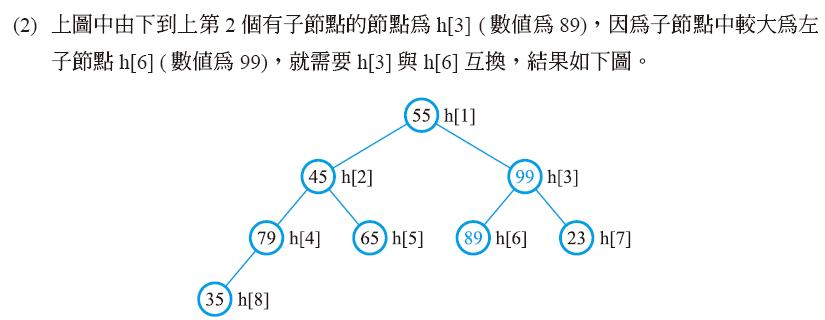 (2) 上圖中由下到上第 2 個有子節點的節點爲 h[3] ( 數值爲 89)，因爲子節點中較大爲左
子節點 h[6] ( 數值爲 99)，就需要 h[3] 與 h[6] 互換，結果如下圖。
55 h[1]
45 h[2] 99 h[3]
79 h[4] 65 h[5] 89 h[6] 23 h[7]
35 h[8]